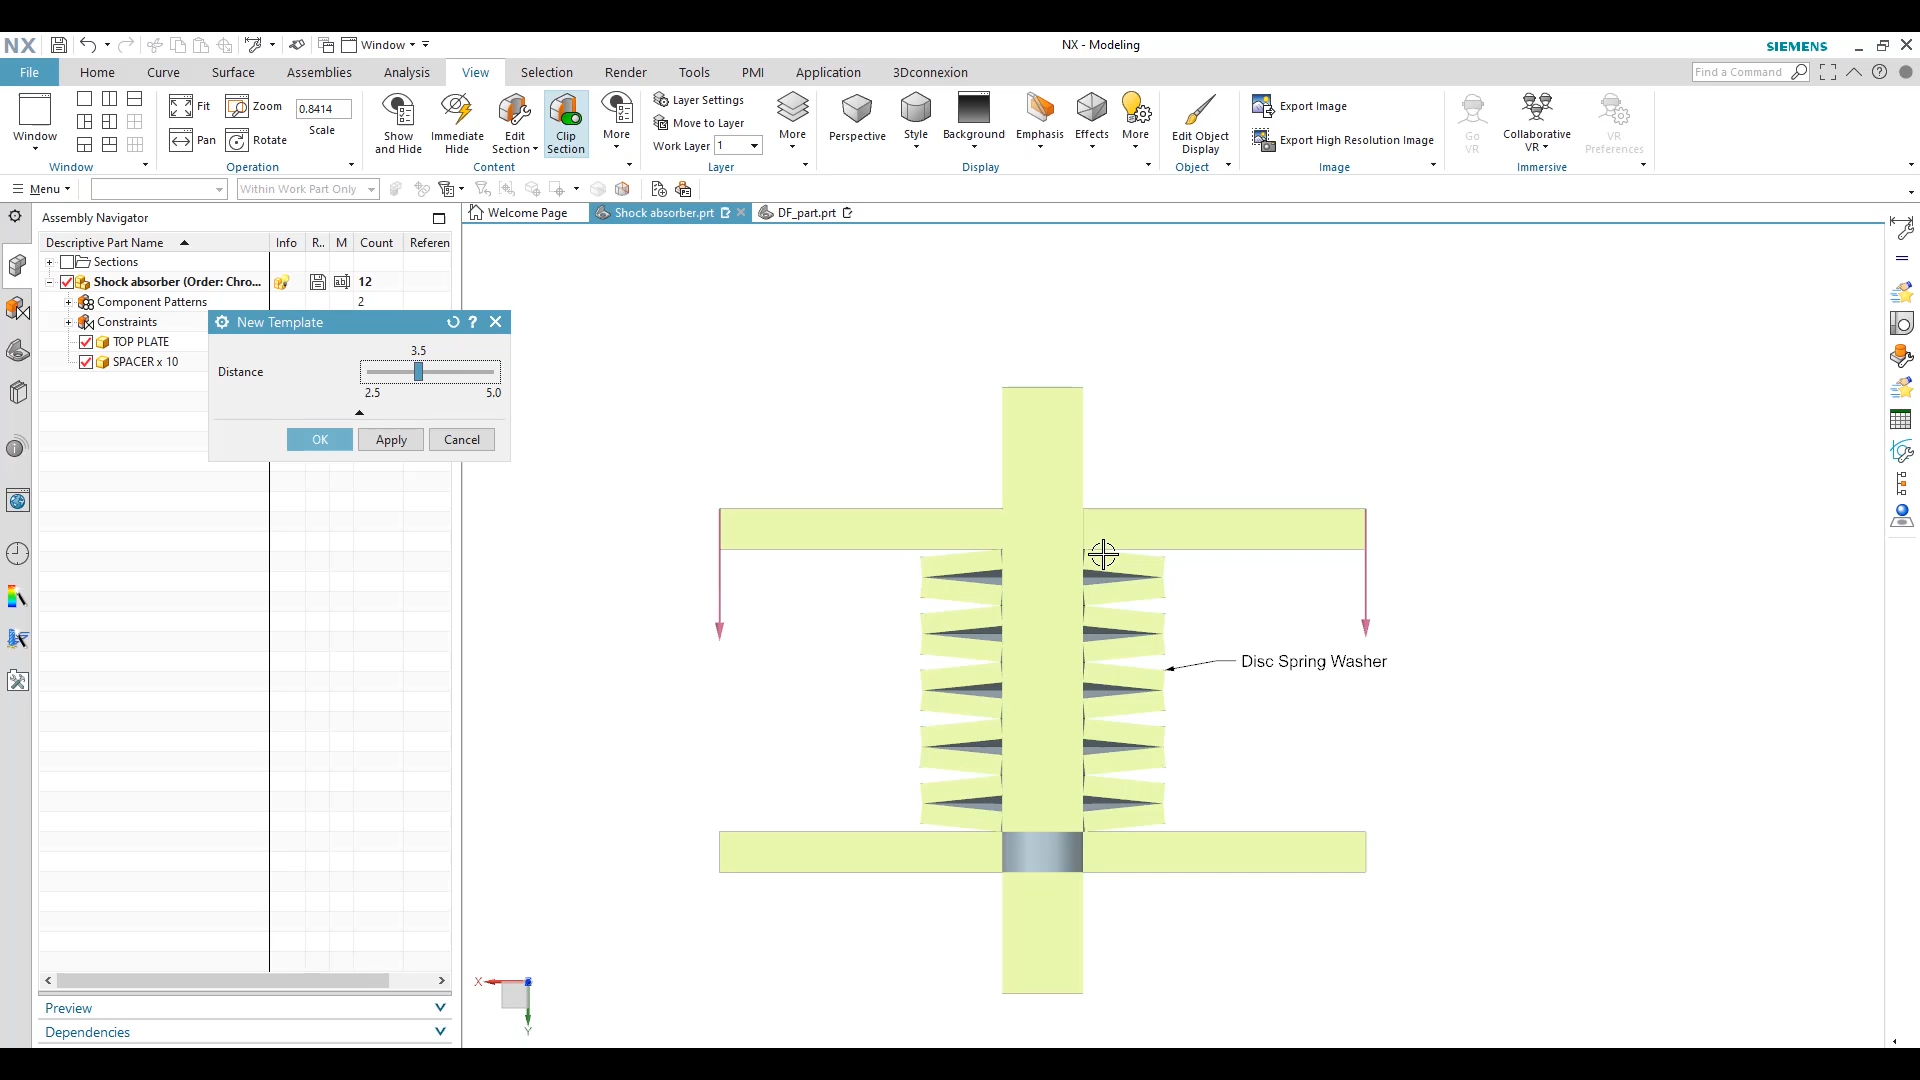 NX
Window
NX - Modeling
SIEMENS
File
Home
Curve
Surface
Assemblies
Analysis
View
Selection
Render
Tools
PMI
Application
3Dconnexion
Find a Command
Window
Fit
Zoom
0.8414
Pan
Rotate
Scale
Show
and Hide
Immediate
Hide
Edit
Section
Clip
Section
More
Layer Settings
Move to Layer
Work Layer 1
More
Perspective
Style
Background
Emphasis
Effects
More
Edit Object
Display
Export Image
Export High Resolution Image
Go
VR
Collaborative
VR
VR
Preferences
Window
Operation
Content
Layer
Display
Object
Image
Immersive
Menu
Within Work Part Only
Assembly Navigator
Welcome Page
Shock absorber.prt
DF_part.prt
Descriptive Part Name
Info
R..
M
Count
Referen
Sections
Shock absorber (Order: Chro...
12
Component Patterns
2
Constraints
TOP PLATE
SPACER x 10
New Template
3.5
Distance
2.5
5.0
OK
Apply
Cancel
Disc Spring Washer
X
Y
Preview
Dependencies